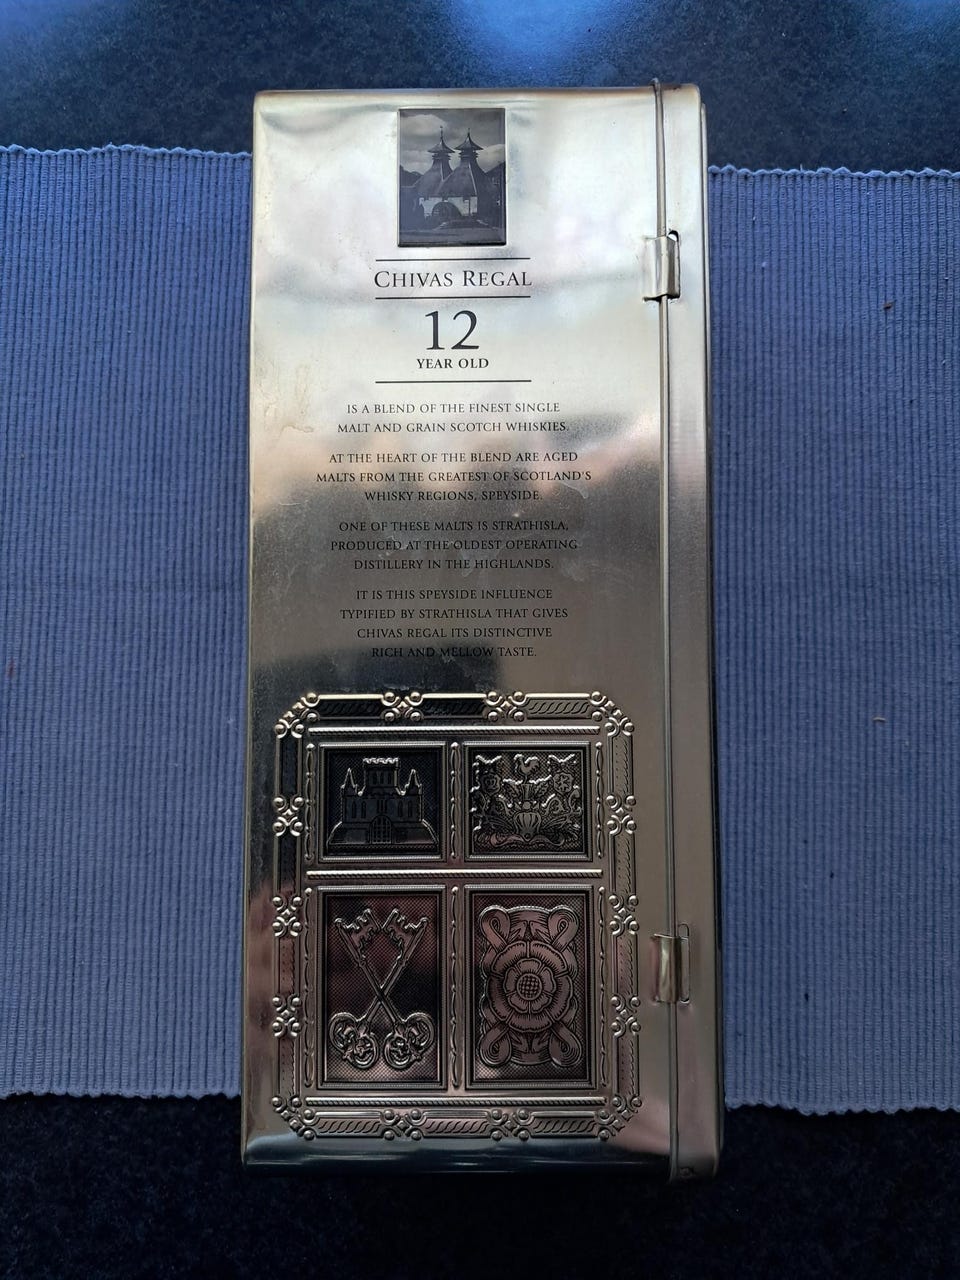 CHIVAS REGAL
12
YEAR OLD
IS A BLEND OF THE FINEST SINGLE
MALT AND GRAIN SCOTCH WHISKIES.
AT THE HEART OF THE BLEND ARE AGED
MALTS FROM THE GREATEST OF SCOTLAND'S
WHISKY REGIONS, SPEYSIDE.
ONE OF THESE MALTS IS STRATHISLA,
PRODUCED AT THE OLDEST OPERATING
DISTILLERY IN THE HIGHLANDS.
IT IS THIS SPEYSIDE INFLUENCE
TYPIFIED BY STRATHISLA THAT GIVES
CHIVAS REGAL ITS DISTINCTIVE
RICH AND MELLOW TASTE.